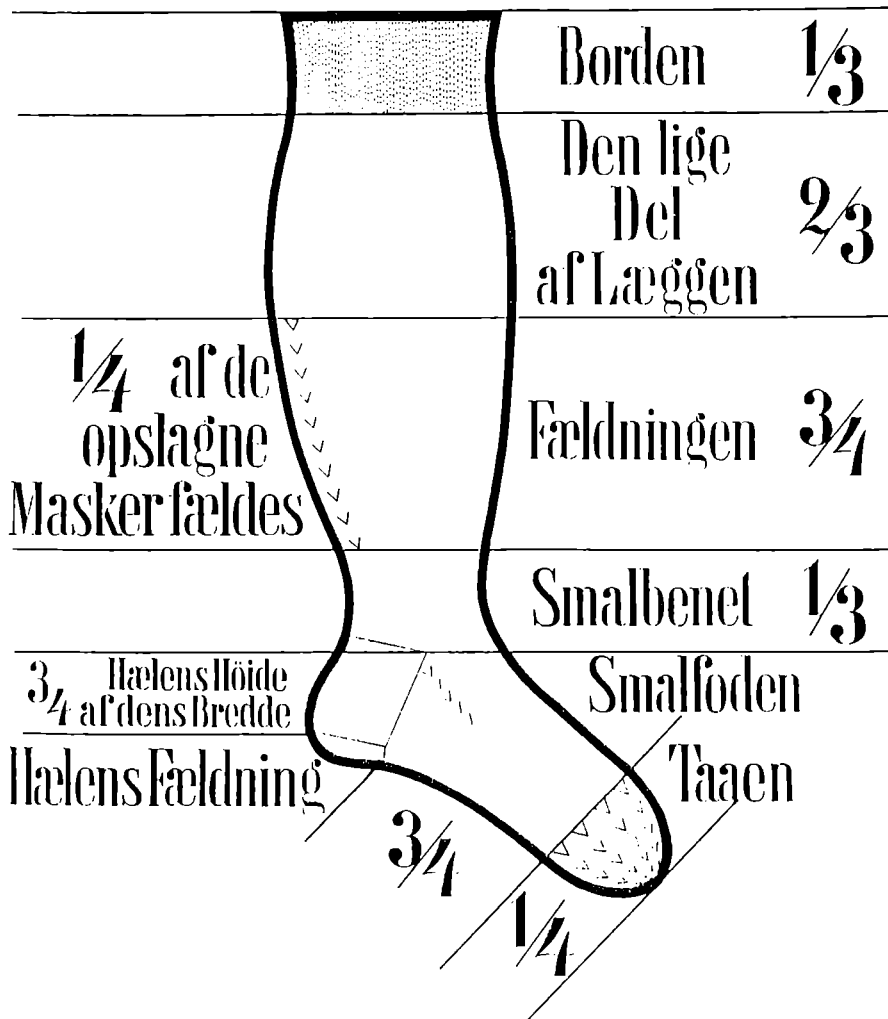 Borden 1/3
Den lige
Del
af Læggen
2/3
1/4 af de
opslagne
Masker fældes
Fældningen 3/4
Smalbenet 1/3
3/4 Hælens Höide
af dens Bredde
Smalfoden
Hælens Fældning
Taaen
3/4
1/4